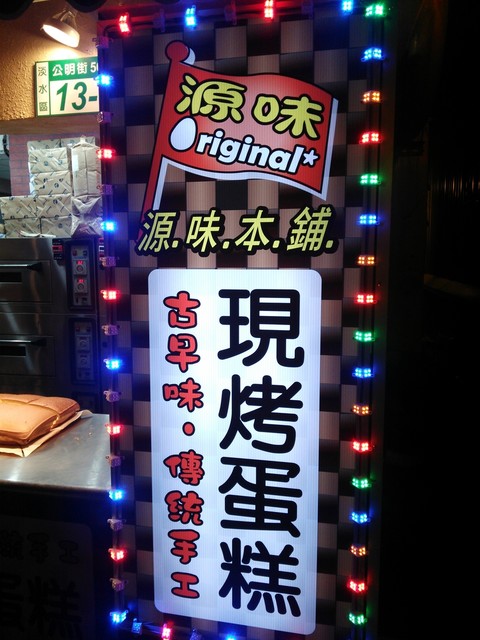 淡水區
公明街
13-
源味
Original*
源.味.本.鋪.
現烤蛋糕
古早味・傳統手工